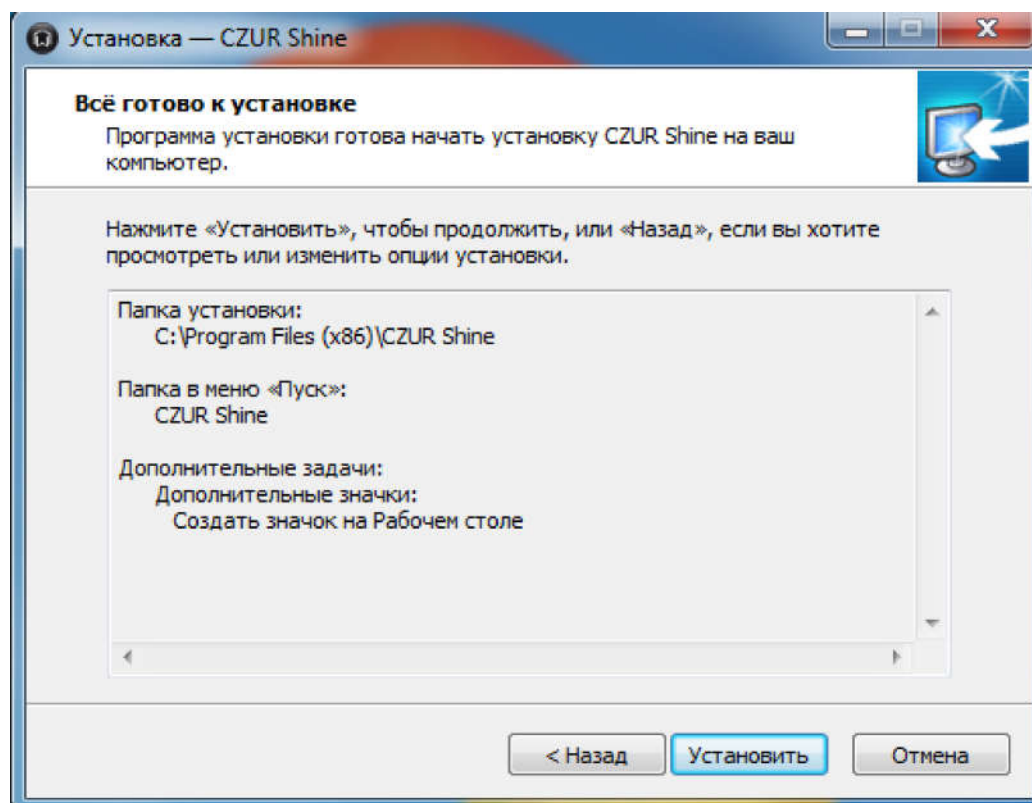 Установка — CZUR Shine
Всё готово к установке
Программа установки готова начать установку CZUR Shine на ваш
компьютер.
Нажмите «Установить», чтобы продолжить, или «Назад», если вы хотите
просмотреть или изменить опции установки.
Папка установки:
C:\Program Files (x86)\CZUR Shine
Папка в меню «Пуск»:
CZUR Shine
Дополнительные задачи:
Дополнительные значки:
Создать значок на Рабочем столе
< Назад
Установить
Отмена